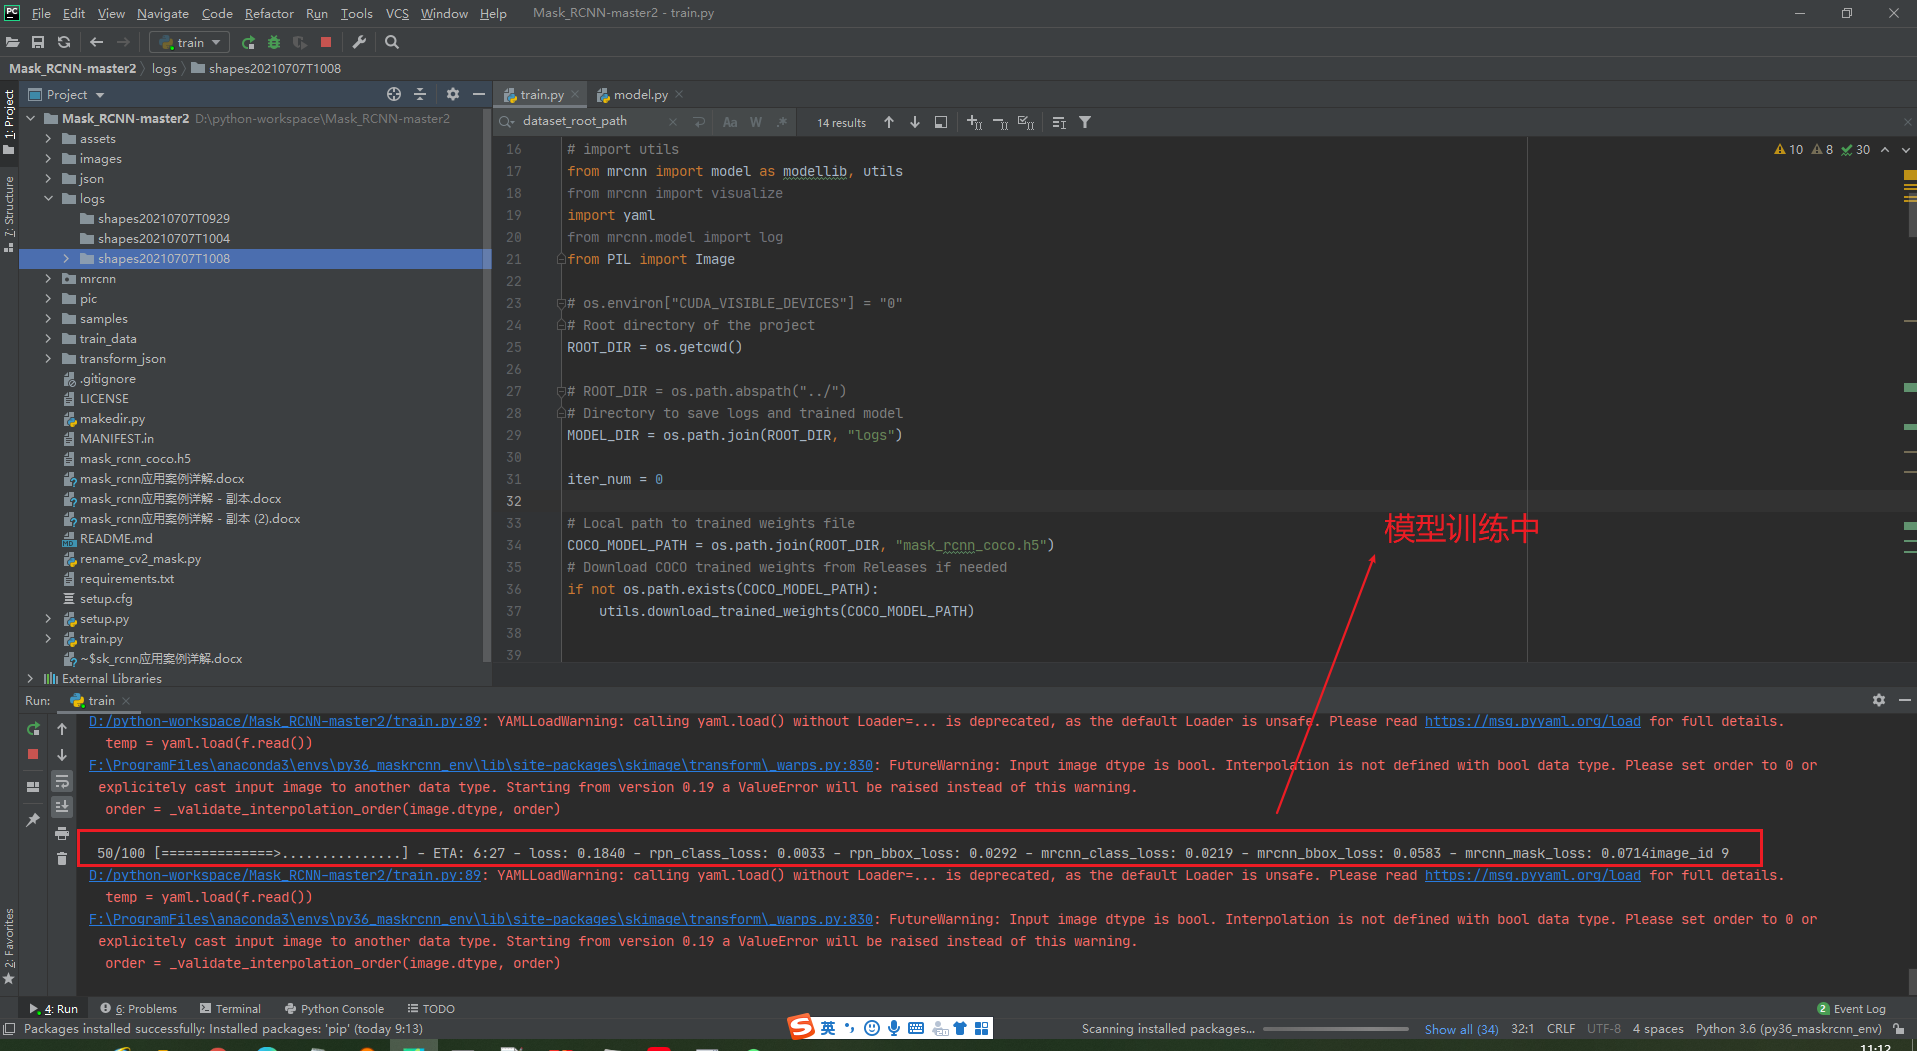 File Edit View Navigate Code Refactor Run Tools VCS Window Help Mask_RCNN-master2 - train.py
train
Mask_RCNN-master2 logs shapes20210707T1008
Project
train.py
model.py
1: Project
7: Structure
2: Favorites
Mask_RCNN-master2 D:\python-workspace\Mask_RCNN-master2
assets
images
json
logs
shapes20210707T0929
shapes20210707T1004
shapes20210707T1008
mrcnn
pic
samples
train_data
transform_json
.gitignore
LICENSE
makedir.py
MANIFEST.in
mask_rcnn_coco.h5
mask_rcnn应用案例详解.docx
mask_rcnn应用案例详解 - 副本.docx
mask_rcnn应用案例详解 - 副本 (2).docx
README.md
rename_cv2_mask.py
requirements.txt
setup.cfg
setup.py
train.py
~$sk_rcnn应用案例详解.docx
External Libraries
dataset_root_path Aa W .* 14 results
10 8 30
16 # import utils
17 from mrcnn import model as modellib, utils
18 from mrcnn import visualize
19 import yaml
20 from mrcnn.model import log
21 from PIL import Image
22
23 # os.environ["CUDA_VISIBLE_DEVICES"] = "0"
24 # Root directory of the project
25 ROOT_DIR = os.getcwd()
26
27 # ROOT_DIR = os.path.abspath("../")
28 # Directory to save logs and trained model
29 MODEL_DIR = os.path.join(ROOT_DIR, "logs")
30
31 iter_num = 0
32
33 # Local path to trained weights file
34 COCO_MODEL_PATH = os.path.join(ROOT_DIR, "mask_rcnn_coco.h5")
35 # Download COCO trained weights from Releases if needed
36 if not os.path.exists(COCO_MODEL_PATH):
37 utils.download_trained_weights(COCO_MODEL_PATH)
38
39
模型训练中
Run: train
D:/python-workspace/Mask_RCNN-master2/train.py:89: YAMLLoadWarning: calling yaml.load() without Loader=... is deprecated, as the default Loader is unsafe. Please read https://msg.pyyaml.org/load for full details.
temp = yaml.load(f.read())
F:\ProgramFiles\anaconda3\envs\py36_maskrcnn_env\lib\site-packages\skimage\transform\_warps.py:830: FutureWarning: Input image dtype is bool. Interpolation is not defined with bool data type. Please set order to 0 or
explicitely cast input image to another data type. Starting from version 0.19 a ValueError will be raised instead of this warning.
order = _validate_interpolation_order(image.dtype, order)
50/100 [==============>...............] - ETA: 6:27 - loss: 0.1840 - rpn_class_loss: 0.0033 - rpn_bbox_loss: 0.0292 - mrcnn_class_loss: 0.0219 - mrcnn_bbox_loss: 0.0583 - mrcnn_mask_loss: 0.0714image_id 9
D:/python-workspace/Mask_RCNN-master2/train.py:89: YAMLLoadWarning: calling yaml.load() without Loader=... is deprecated, as the default Loader is unsafe. Please read https://msg.pyyaml.org/load for full details.
temp = yaml.load(f.read())
F:\ProgramFiles\anaconda3\envs\py36_maskrcnn_env\lib\site-packages\skimage\transform\_warps.py:830: FutureWarning: Input image dtype is bool. Interpolation is not defined with bool data type. Please set order to 0 or
explicitely cast input image to another data type. Starting from version 0.19 a ValueError will be raised instead of this warning.
order = _validate_interpolation_order(image.dtype, order)
4: Run 6: Problems Terminal Python Console TODO 2 Event Log
Packages installed successfully: Installed packages: 'pip' (today 9:13) 英 Scanning installed packages... Show all (34) 32:1 CRLF UTF-8 4 spaces Python 3.6 (py36_maskrcnn_env)
11:12